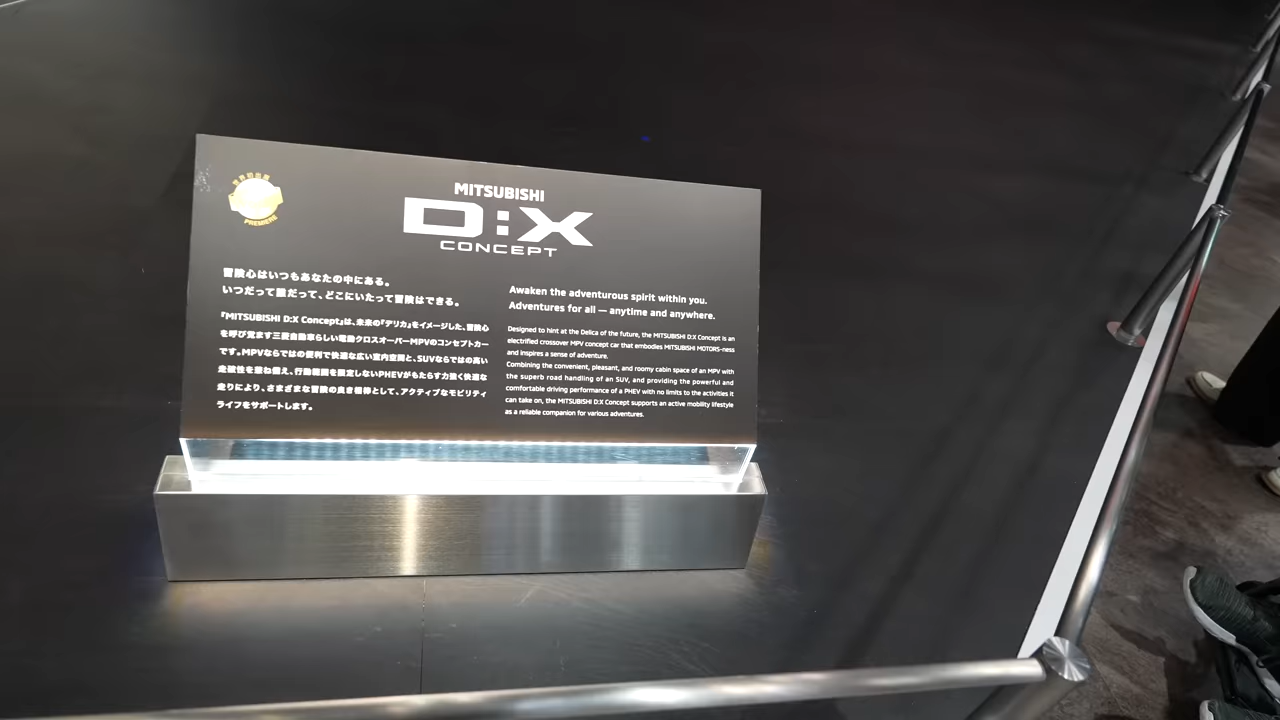 世界初出展
PREMIERE
MITSUBISHI
D:X
CONCEPT
冒険心はいつもあなたの中にある。
いつだって誰だって、どこにいたって冒険はできる。
『MITSUBISHI D:X Concept』は、未来の『デリカ』をイメージした、冒険心
を呼び覚ます三菱自動車らしい電動クロスオーバーMPVのコンセプトカー
です。MPVならではの便利で快適な広い室内空間と、SUVならではの高い
走破性を兼ね備え、行動範囲を限定しないPHEVがもたらす力強く快適な
走りにより、さまざまな冒険の良き相棒として、アクティブなモビリティ
ライフをサポートします。
Awaken the adventurous spirit within you.
Adventures for all — anytime and anywhere.
Designed to hint at the Delica of the future, the MITSUBISHI D:X Concept is an
electrified crossover MPV concept car that embodies MITSUBISHI MOTORS-ness
and inspires a sense of adventure.
Combining the convenient, pleasant, and roomy cabin space of an MPV with
the superb road handling of an SUV, and providing the powerful and
comfortable driving performance of a PHEV with no limits to the activities it
can take on, the MITSUBISHI D:X Concept supports an active mobility lifestyle
as a reliable companion for various adventures.